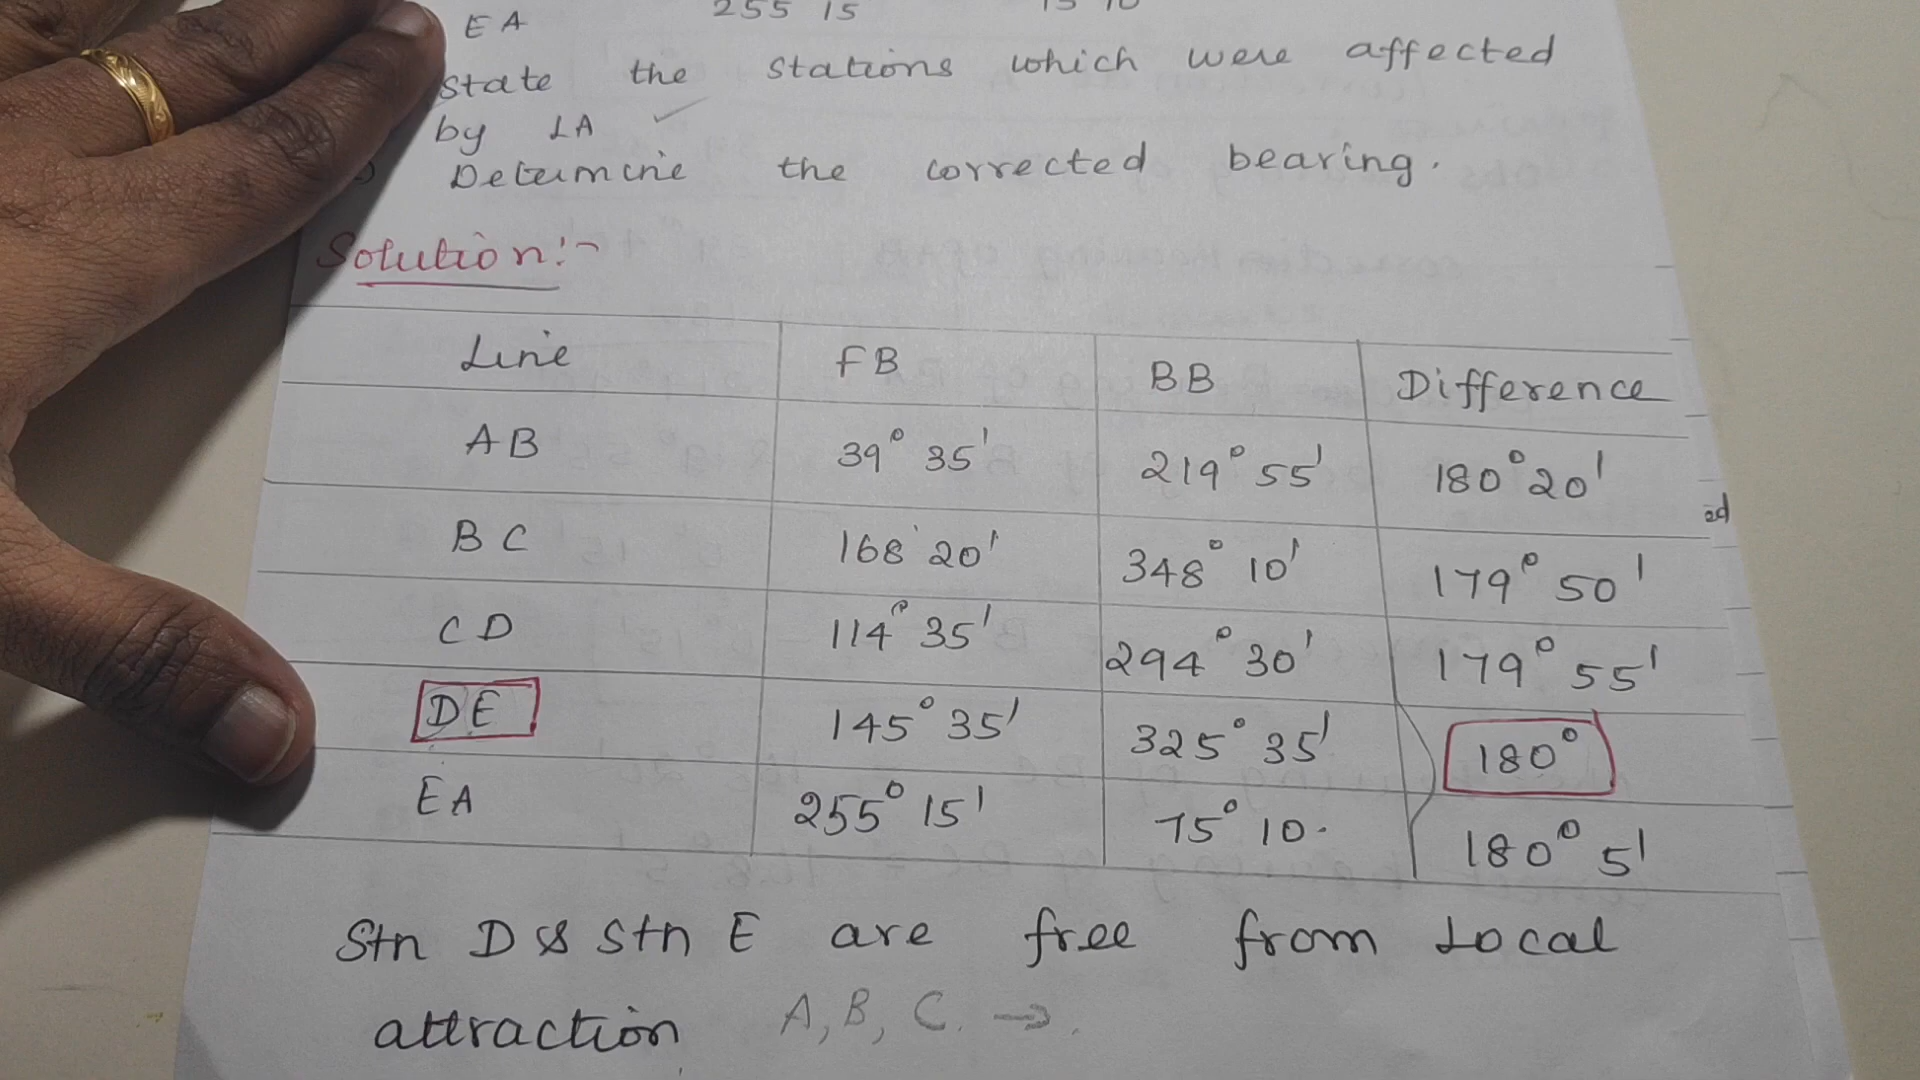 EA 255 15
state the stations which were affected
by LA ✓
Determine the corrected bearing.
Solution:-
Line FB BB Difference
AB 39° 35' 219° 55' 180° 20'
ed
BC 168° 20' 348° 10' 179° 50'
CD 114° 35' 294° 30' 179° 55'
DE 145° 35' 325° 35' 180°
EA 255° 15' 75° 10. 180° 5'
Stn D & Stn E are free from Local
attraction A, B, C. →.